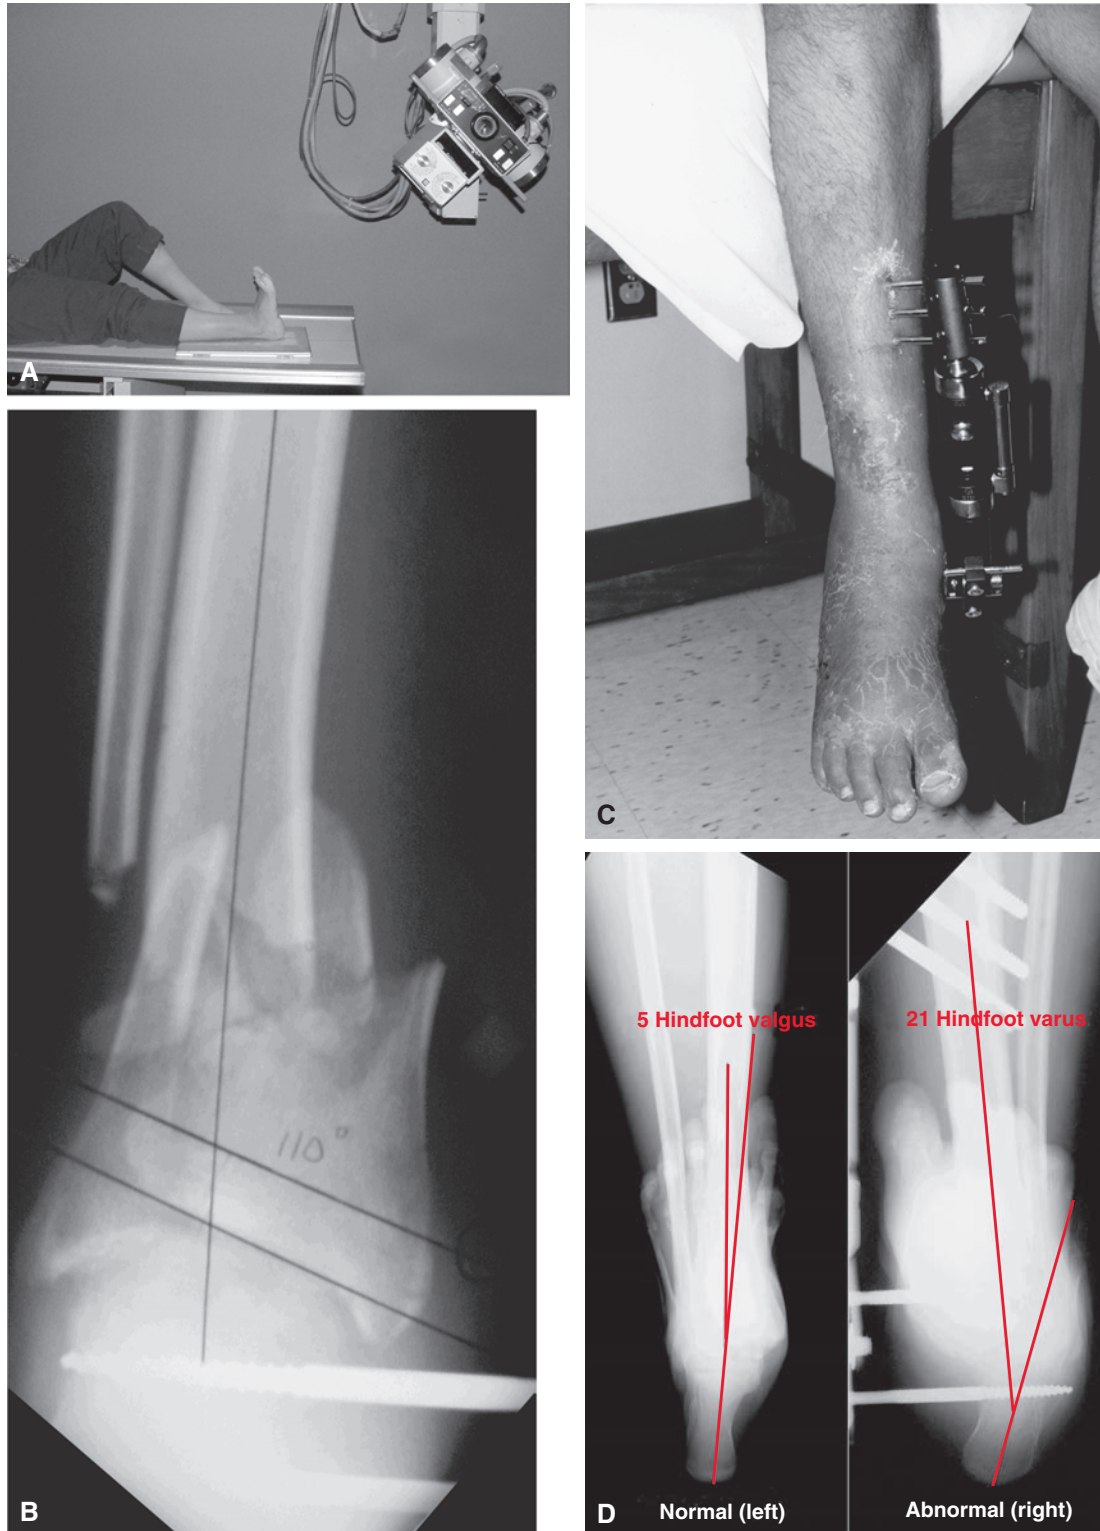 A
C
110°
B
5 Hindfoot valgus
21 Hindfoot varus
D
Normal (left)
Abnormal (right)